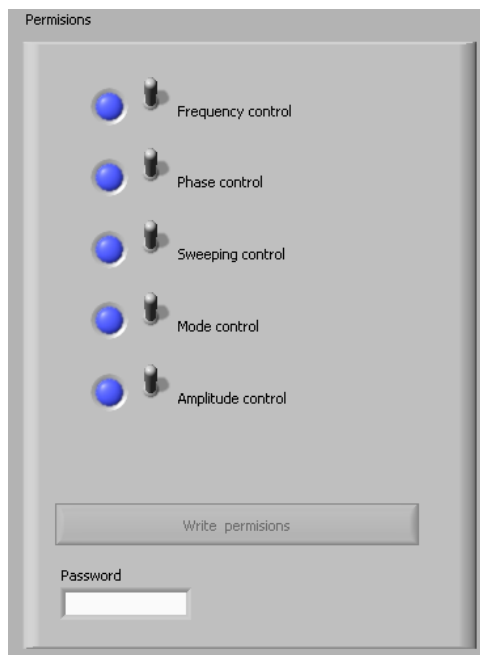 Permisions
Frequency control
Phase control
Sweeping control
Mode control
Amplitude control
Write permisions
Password